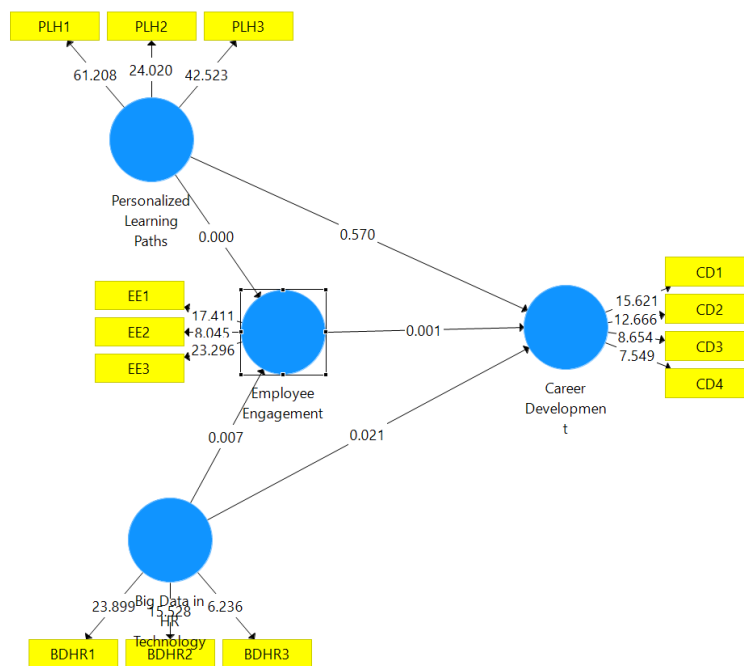 PLH1 PLH2 PLH3
61.208 24.020 42.523
Personalized
Learning
Paths
0.000
0.570
EE1
EE2
EE3
17.411
8.045
23.296
Employee
Engagement
0.001
CD1
CD2
CD3
CD4
15.621
12.666
8.654
7.549
Career
Developmen
t
0.007
0.021
23.899 15.528 6.236
Big Data in
HR
Technology
BDHR1 BDHR2 BDHR3